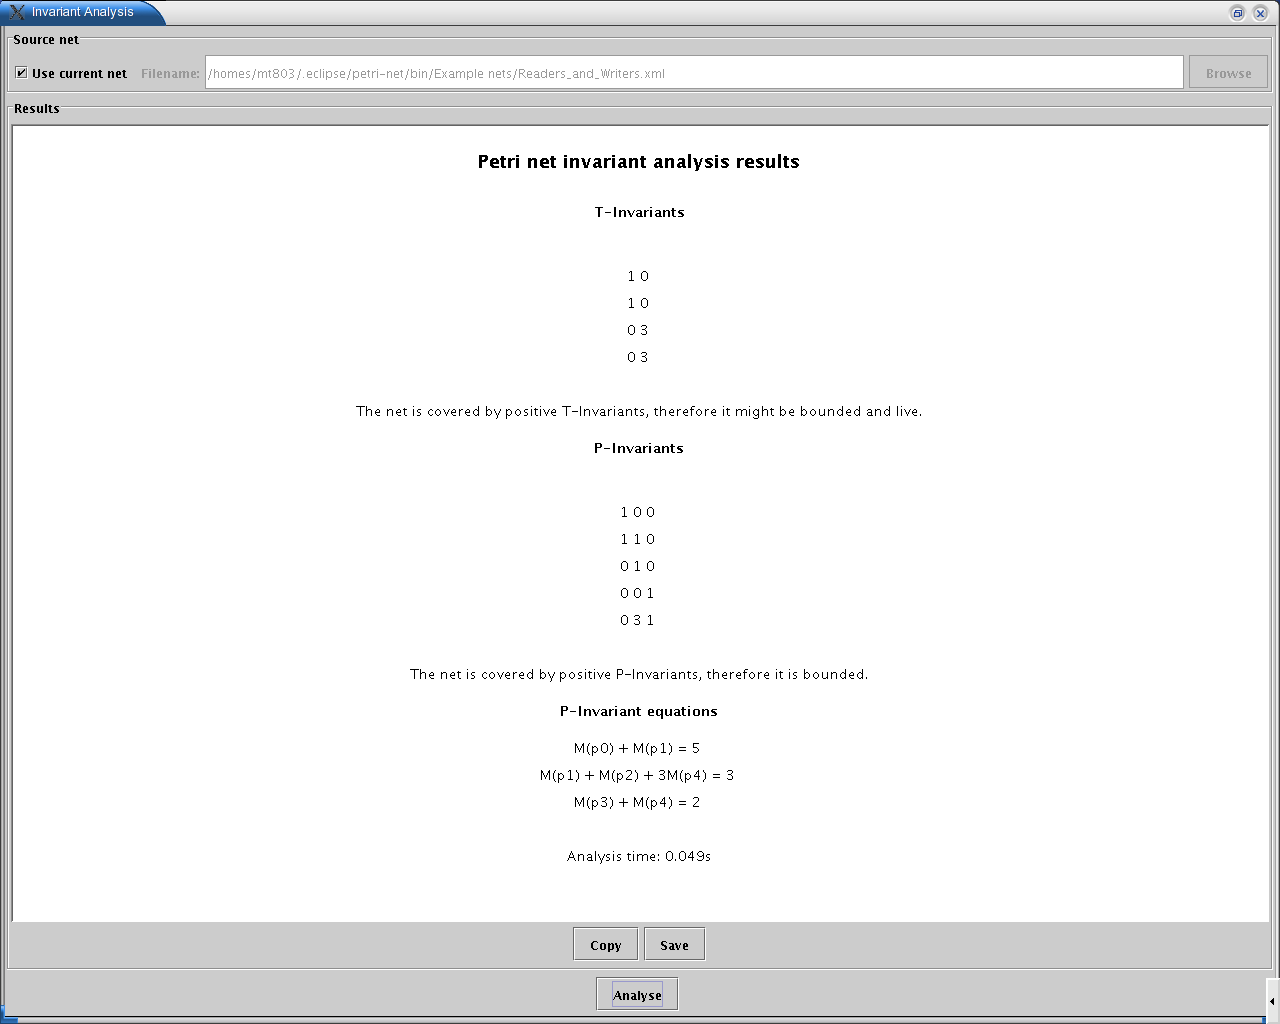 Invariant Analysis
Source net
Use current net Filename: /homes/mt803/.eclipse/petri-net/bin/Example nets/Readers_and_Writers.xml Browse
Results
Petri net invariant analysis results
T-Invariants
1 0
1 0
0 3
0 3
The net is covered by positive T-Invariants, therefore it might be bounded and live.
P-Invariants
1 0 0
1 1 0
0 1 0
0 0 1
0 3 1
The net is covered by positive P-Invariants, therefore it is bounded.
P-Invariant equations
M(p0) + M(p1) = 5
M(p1) + M(p2) + 3M(p4) = 3
M(p3) + M(p4) = 2
Analysis time: 0.049s
Copy Save
Analyse